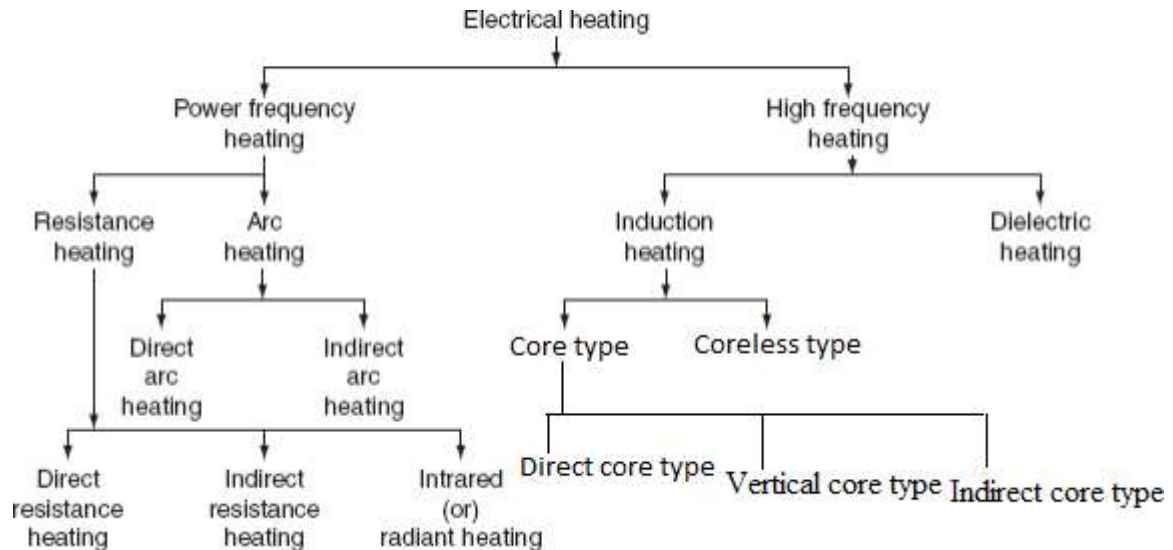 Electrical heating
Power frequency
heating
High frequency
heating
Resistance
heating
Arc
heating
Induction
heating
Dielectric
heating
Direct
arc
heating
Indirect
arc
heating
Core type
Coreless type
Direct
resistance
heating
Indirect
resistance
heating
Intrared
(or)
radiant heating
Direct core type
Vertical core type
Indirect core type